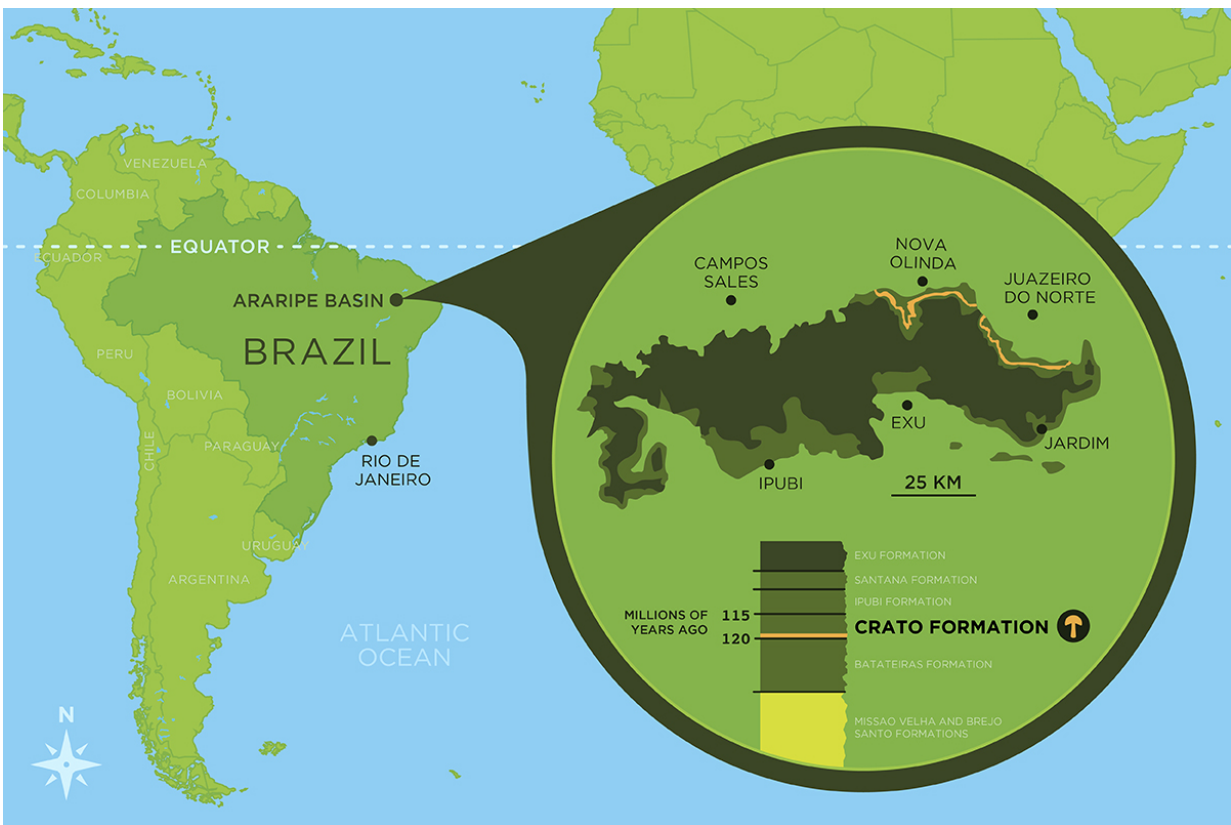 VENEZUELA
COLUMBIA
EQUATOR
ECUADOR
ARARIPE BASIN
BRAZIL
PERU
BOLIVIA
CHILE
PARAGUAY
RIO DE
JANEIRO
URUGUAY
ARGENTINA
ATLANTIC
OCEAN
N
CAMPOS
SALES
NOVA
OLINDA
JUAZEIRO
DO NORTE
EXU
JARDIM
IPUBI
25 KM
EXU FORMATION
SANTANA FORMATION
IPUBI FORMATION
MILLIONS OF
YEARS AGO
115
120
CRATO FORMATION
BATATEIRAS FORMATION
MISSAO VELHA AND BREJO
SANTO FORMATIONS